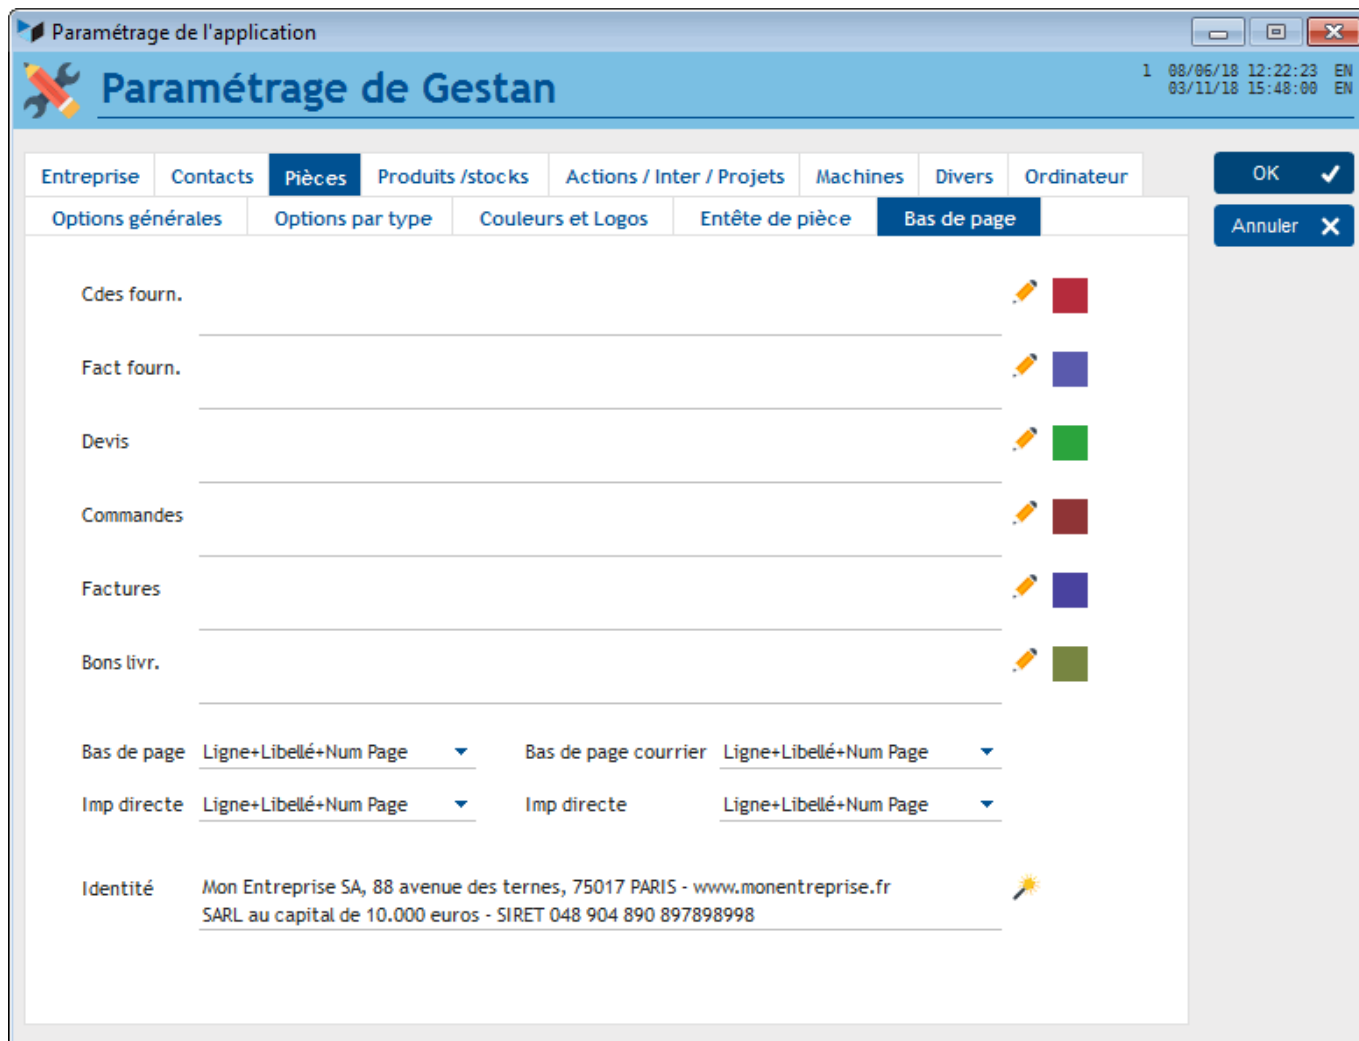 Paramétrage de l'application
Paramétrage de Gestan
1 08/06/18 12:22:23 EN
03/11/18 15:48:00 EN
Entreprise Contacts Pièces Produits /stocks Actions / Inter / Projets Machines Divers Ordinateur
OK
Options générales Options par type Couleurs et Logos Entête de pièce Bas de page
Annuler
Cdes fourn.
Fact fourn.
Devis
Commandes
Factures
Bons livr.
Bas de page Ligne+Libellé+Num Page Bas de page courrier Ligne+Libellé+Num Page
Imp directe Ligne+Libellé+Num Page Imp directe Ligne+Libellé+Num Page
Identité Mon Entreprise SA, 88 avenue des ternes, 75017 PARIS - www.monentreprise.fr
SARL au capital de 10.000 euros - SIRET 048 904 890 897898998